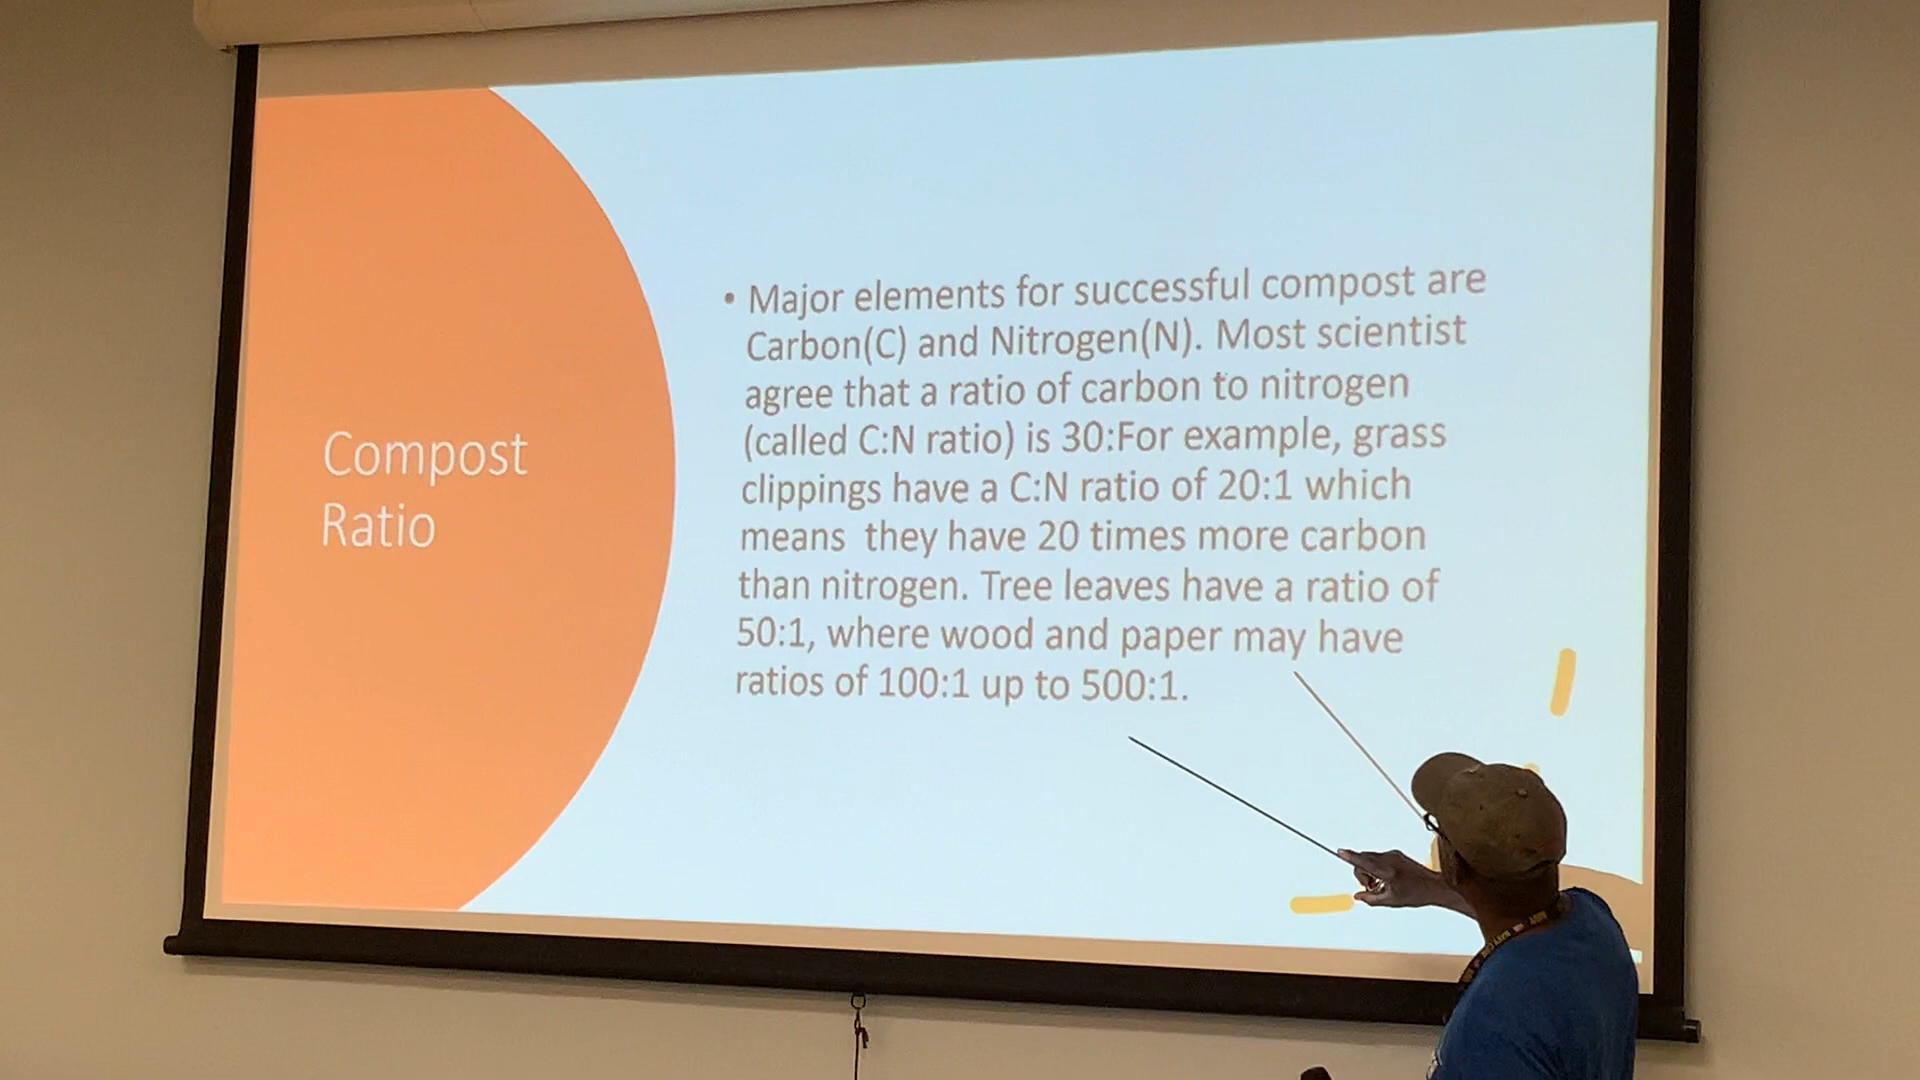 Compost
Ratio
• Major elements for successful compost are
Carbon(C) and Nitrogen(N). Most scientist
agree that a ratio of carbon to nitrogen
(called C:N ratio) is 30:For example, grass
clippings have a C:N ratio of 20:1 which
means they have 20 times more carbon
than nitrogen. Tree leaves have a ratio of
50:1, where wood and paper may have
ratios of 100:1 up to 500:1.